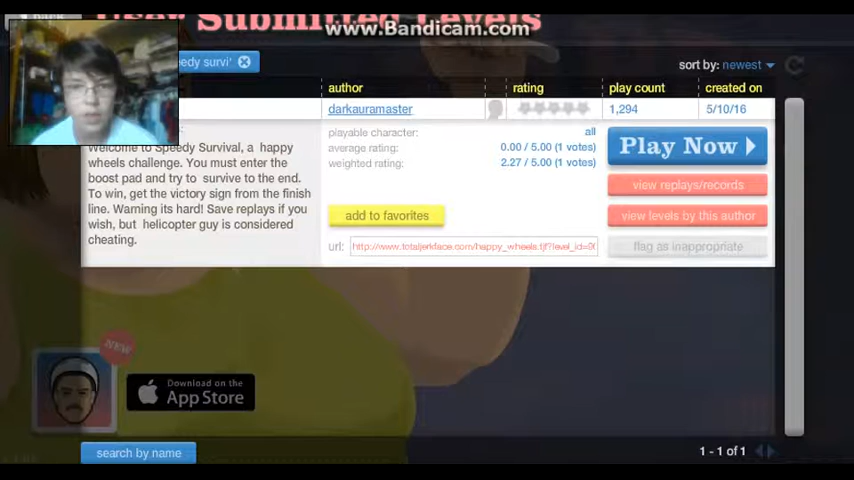 User Submitted Levels
www.Bandicam.com
eedy survi'
sort by: newest
author rating play count created on
darkauramaster 1,294 5/10/16
Welcome to Speedy Survival, a happy
wheels challenge. You must enter the
boost pad and try to survive to the end.
To win, get the victory sign from the finish
line. Warning its hard! Save replays if you
wish, but helicopter guy is considered
cheating.
playable character: all
average rating: 0.00 / 5.00 (1 votes)
weighted rating: 2.27 / 5.00 (1 votes)
add to favorites
url: http://www.totaljerkface.com/happy_wheels.tjf?level_id=9
Play Now
view replays/records
view levels by this author
flag as inappropriate
NEW
Download on the
App Store
search by name
1 - 1 of 1